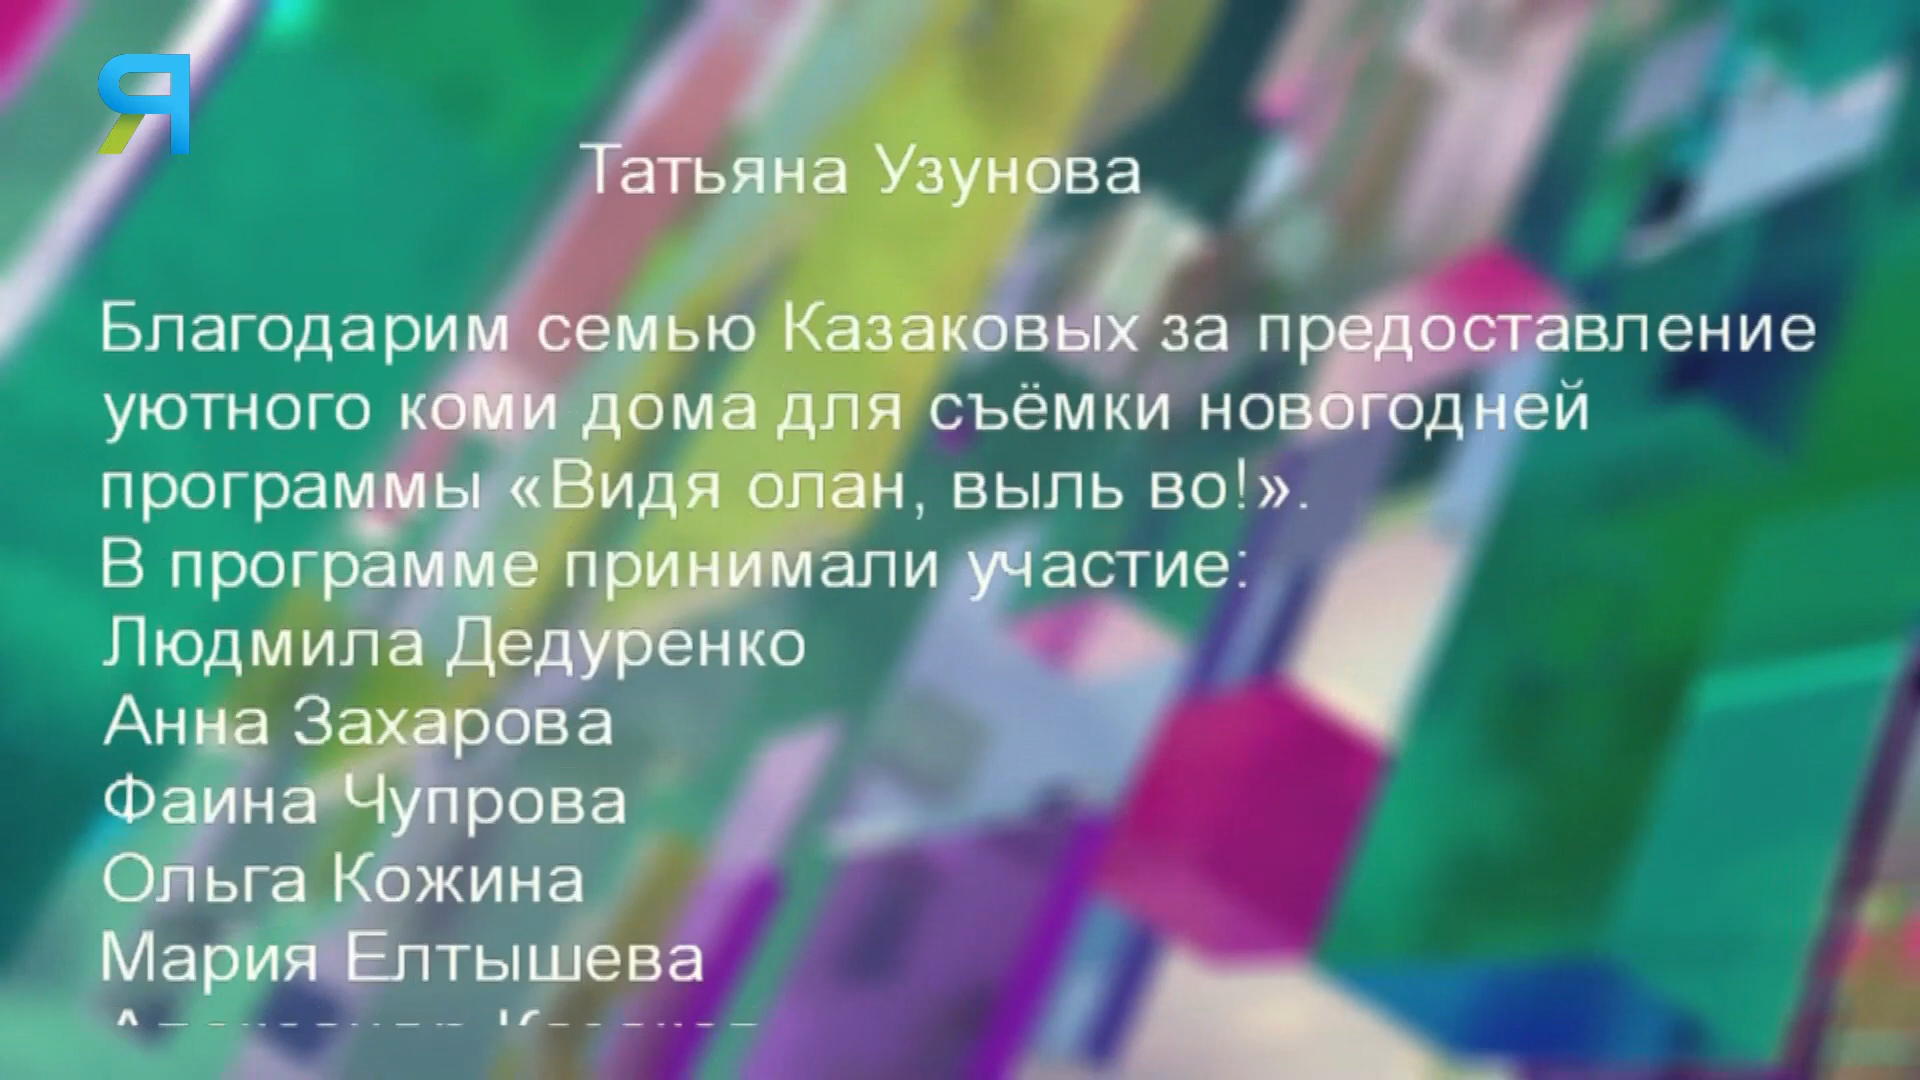 Я
Татьяна Узунова
Благодарим семью Казаковых за предоставление
уютного коми дома для съёмки новогодней
программы «Видя олан, выль во!».
В программе принимали участие:
Людмила Дедуренко
Анна Захарова
Фаина Чупрова
Ольга Кожина
Мария Елтышева